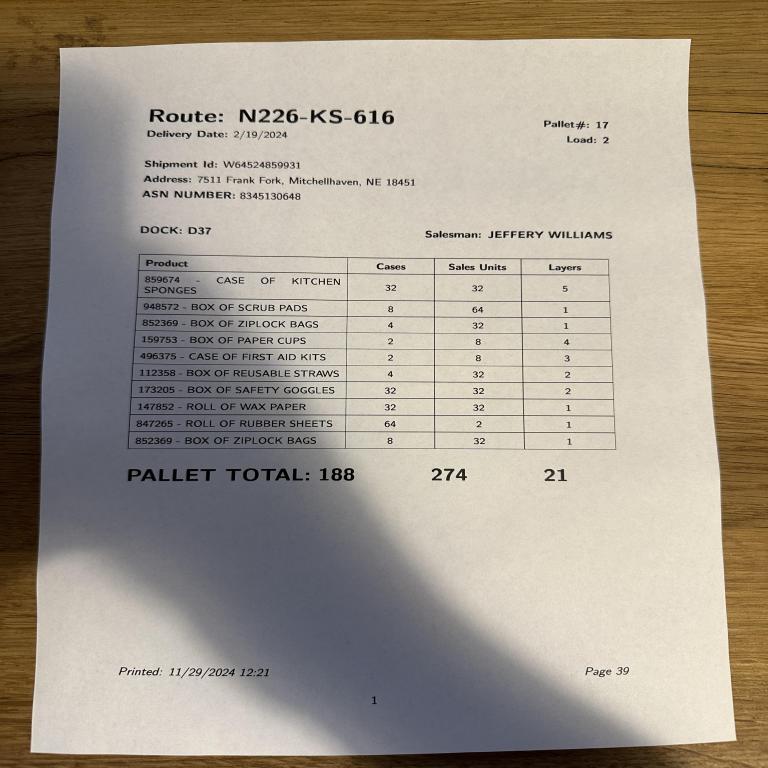 Route: N226-KS-616
Delivery Date: 2/19/2024
Pallet#: 17
Load: 2
Shipment Id: W64524859931
Address: 7511 Frank Fork, Mitchellhaven, NE 18451
ASN NUMBER: 8345130648
DOCK: D37 Salesman: JEFFERY WILLIAMS
Product Cases Sales Units Layers
859674 - CASE OF KITCHEN
SPONGES 32 32 5
948572 - BOX OF SCRUB PADS 8 64 1
852369 - BOX OF ZIPLOCK BAGS 4 32 1
159753 - BOX OF PAPER CUPS 2 8 4
496375 - CASE OF FIRST AID KITS 2 8 3
112358 - BOX OF REUSABLE STRAWS 4 32 2
173205 - BOX OF SAFETY GOGGLES 32 32 2
147852 - ROLL OF WAX PAPER 32 32 1
847265 - ROLL OF RUBBER SHEETS 64 2 1
852369 - BOX OF ZIPLOCK BAGS 8 32 1
PALLET TOTAL: 188 274 21
Printed: 11/29/2024 12:21 Page 39
1